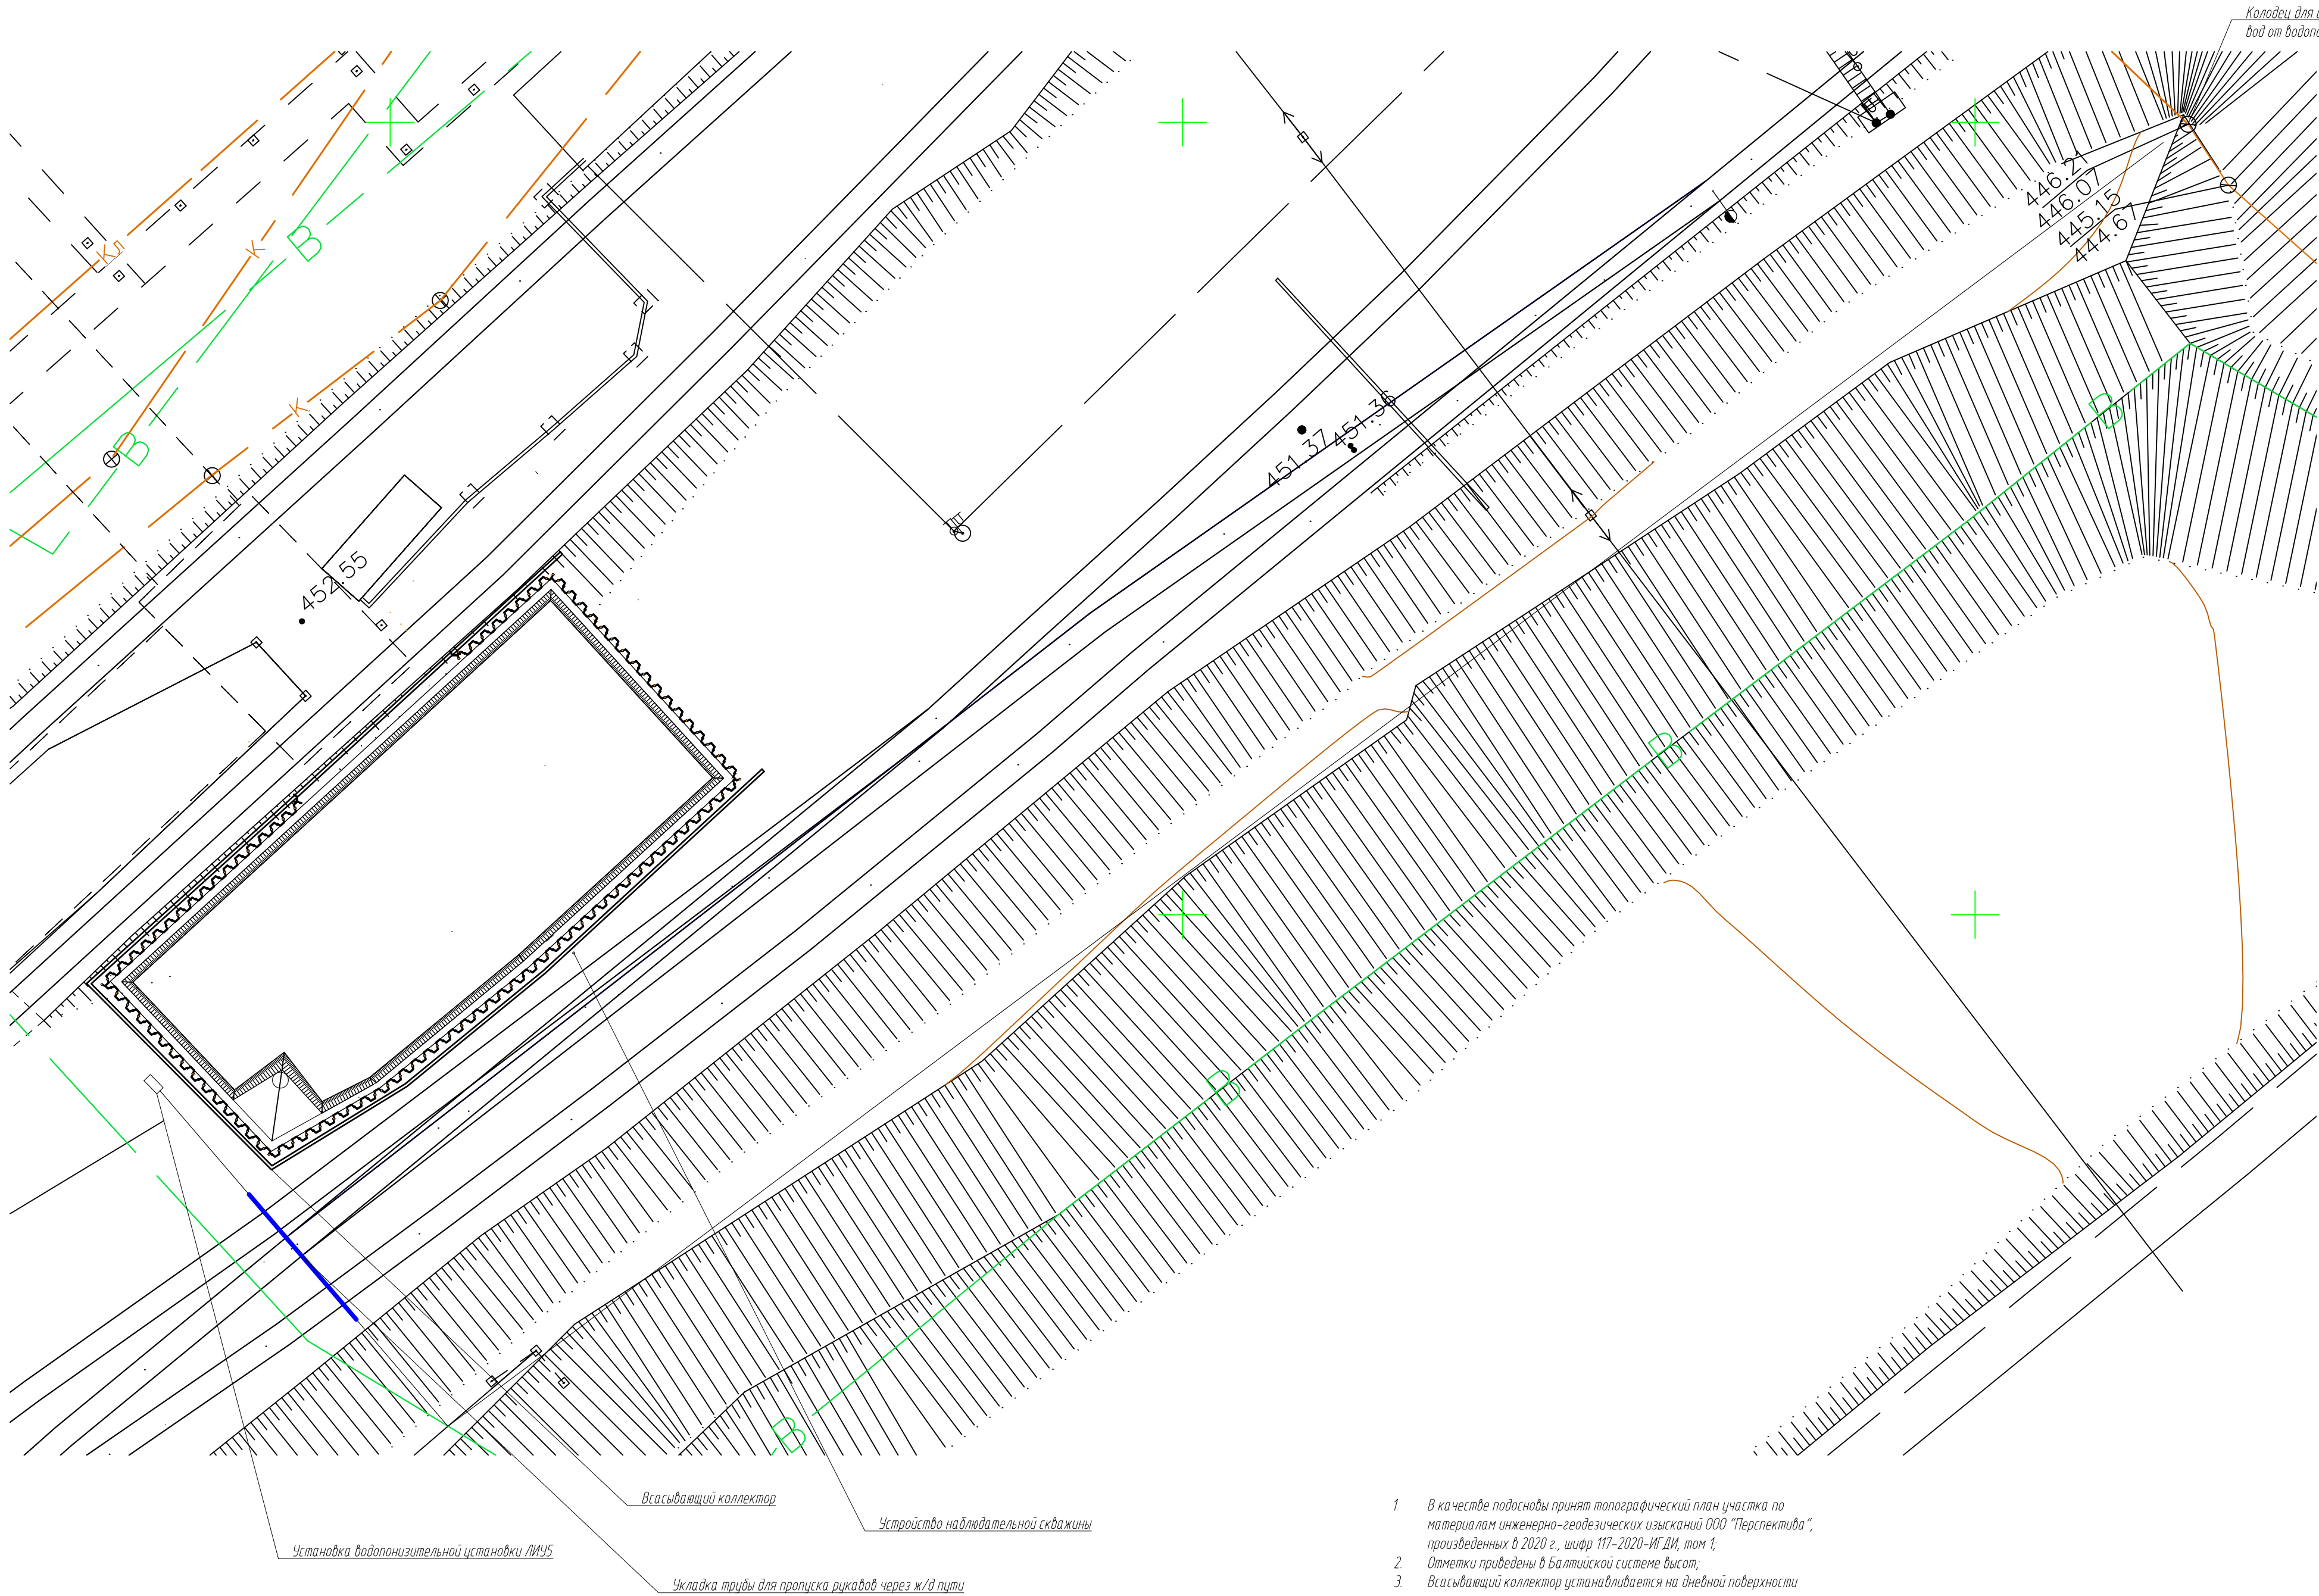 Колодец для
вод от
Кл
К
В
К
В
446.27
446.07
445.15
444.67
451.36
451.37
452.55
В
В
В
В
Всасывающий коллектор
Устройство наблюдательной скважины
Установка водопонизительной установки ЛИУ5
Укладка трубы для пропуска рукавов через ж/д пути
1. В качестве подосновы принят топографический план участка по
материалам инженерно-геодезических изысканий ООО "Перспектива",
произведенных в 2020 г., шифр 117-2020-ИГДИ, том 1;
2. Отметки приведены в Балтийской системе высот;
3. Всасывающий коллектор устанавливается на дневной поверхности